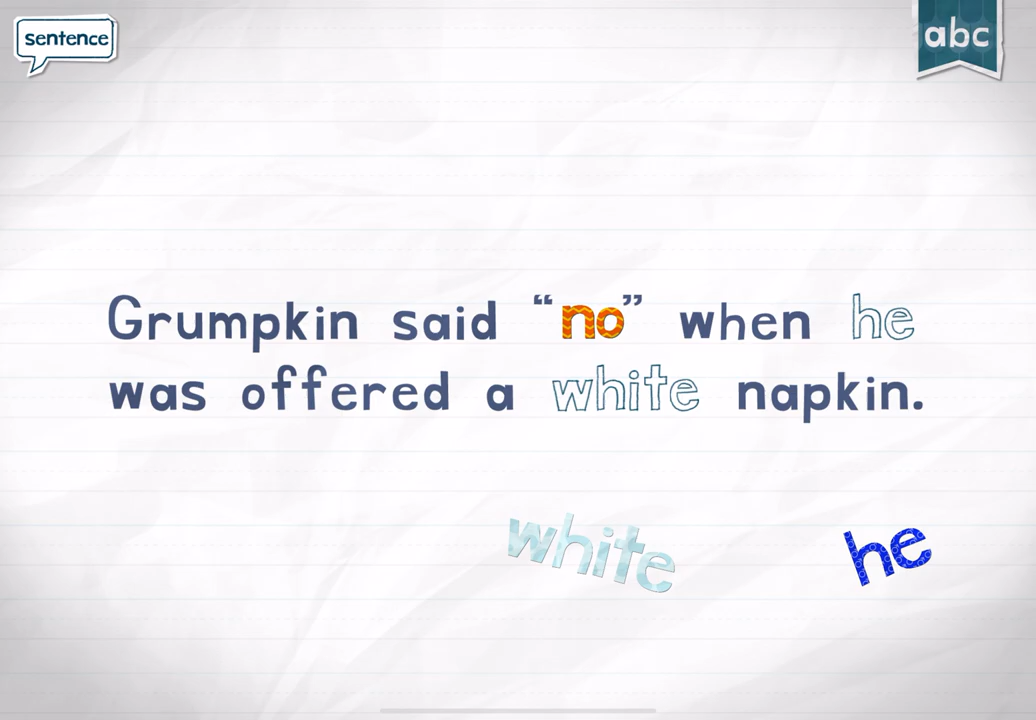 sentence
abc
Grumpkin said “no” when he
was offered a white napkin.
white
he